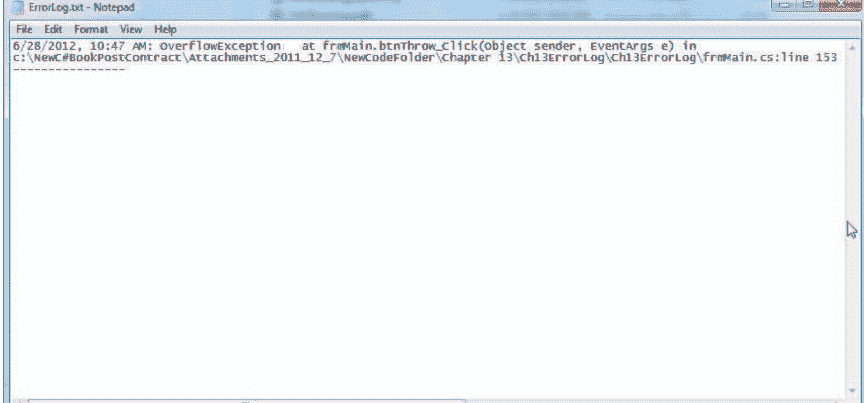 ErrorLog.txt - Notepad
File Edit Format View Help
6/28/2012, 10:47 AM: OverflowException   at frmMain.btnThrow_Click(Object sender, EventArgs e) in
c:\NewC#BookPostContract\Attachments_2011_12_7\NewCodeFolder\Chapter 13\Ch13ErrorLog\Ch13ErrorLog\frmMain.cs:line 153
----------------